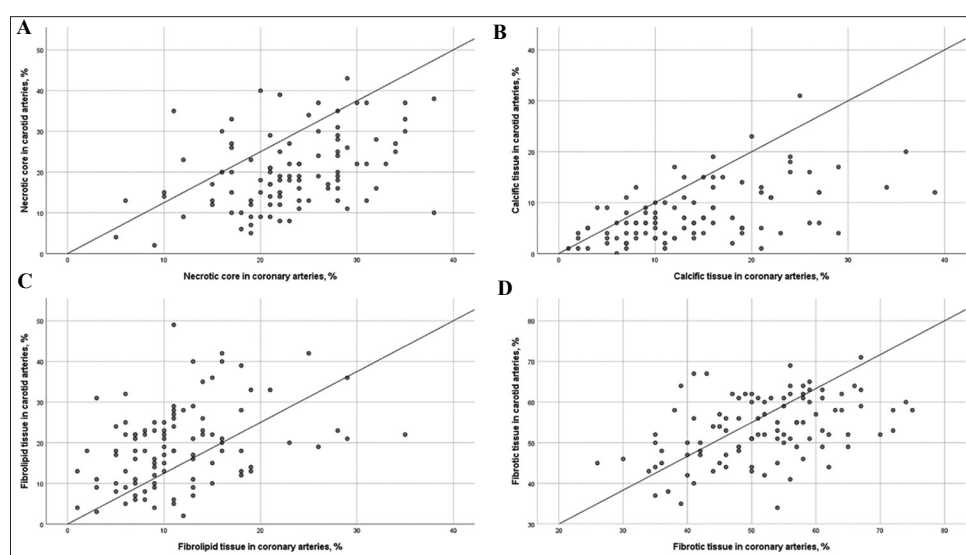 A
Necrotic core in carotid arteries, %
50
40
30
20
10
0
0 10 20 30 40
Necrotic core in coronary arteries, %
B
Calcific tissue in carotid arteries, %
40
30
20
10
0
0 10 20 30 40
Calcific tissue in coronary arteries, %
C
Fibrolipid tissue in carotid arteries, %
50
40
30
20
10
0
0 10 20 30 40
Fibrolipid tissue in coronary arteries, %
D
Fibrotic tissue in carotid arteries, %
80
70
60
50
40
30
20 30 40 50 60 70 80
Fibrotic tissue in coronary arteries, %